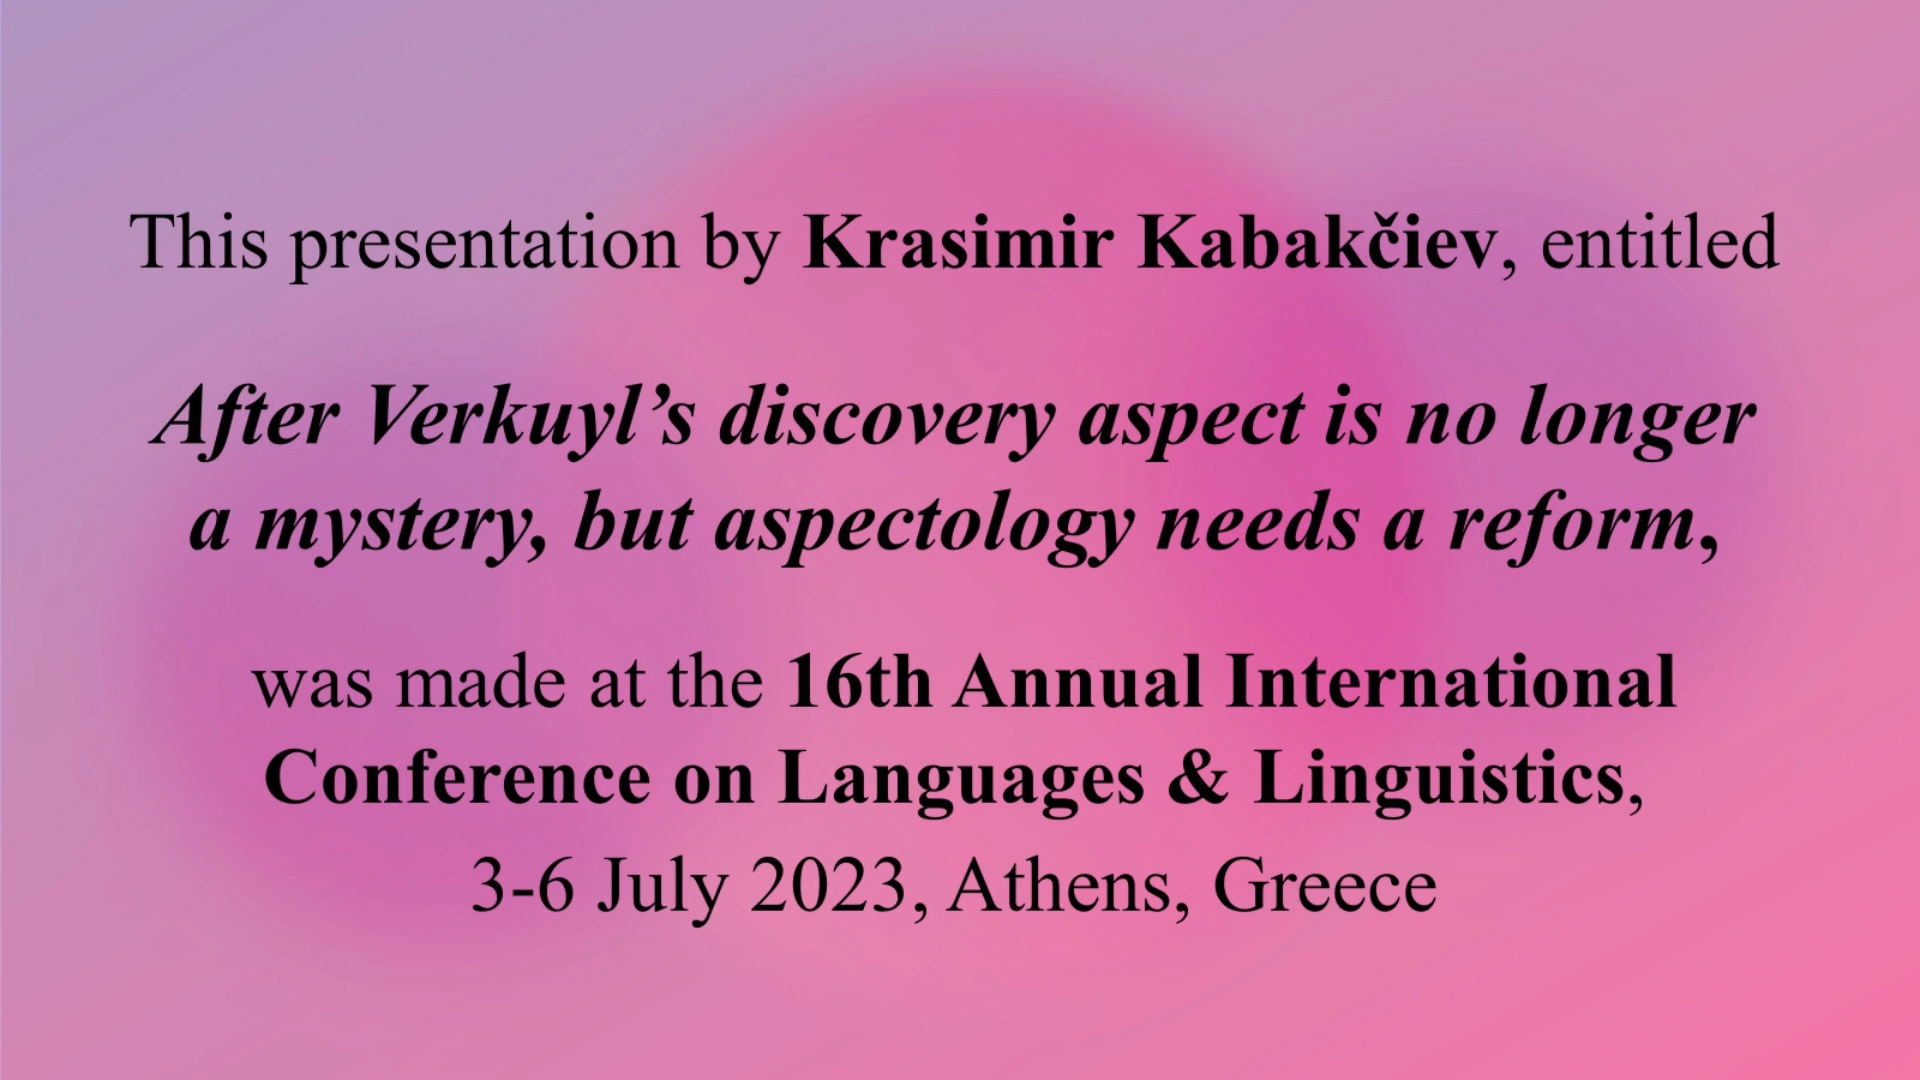 This presentation by Krasimir Kabakčiev, entitled
After Verkuyl’s discovery aspect is no longer
a mystery, but aspectology needs a reform,
was made at the 16th Annual International
Conference on Languages & Linguistics,
3-6 July 2023, Athens, Greece